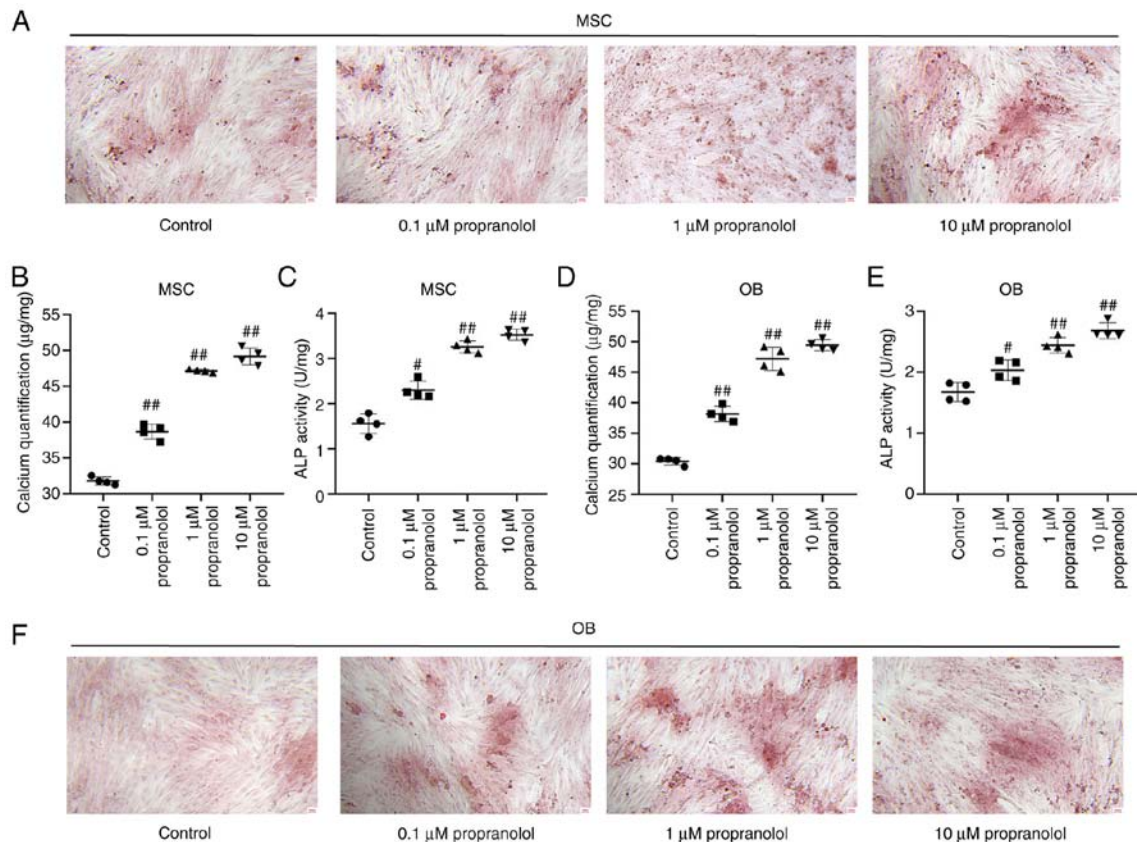 A
MSC
Control
0.1 μM propranolol
1 μM propranolol
10 μM propranolol
B
MSC
Calcium quantification (μg/mg)
55
50
45
40
35
30
##
##
##
Control
0.1 μM
propranolol
1 μM
propranolol
10 μM
propranolol
C
MSC
ALP activity (U/mg)
4
3
2
1
0
#
##
##
Control
0.1 μM
propranolol
1 μM
propranolol
10 μM
propranolol
D
OB
Calcium quantification (μg/mg)
55
50
45
40
35
30
25
##
##
##
Control
0.1 μM
propranolol
1 μM
propranolol
10 μM
propranolol
E
OB
ALP activity (U/mg)
3
2
1
0
#
##
##
Control
0.1 μM
propranolol
1 μM
propranolol
10 μM
propranolol
F
OB
Control
0.1 μM propranolol
1 μM propranolol
10 μM propranolol